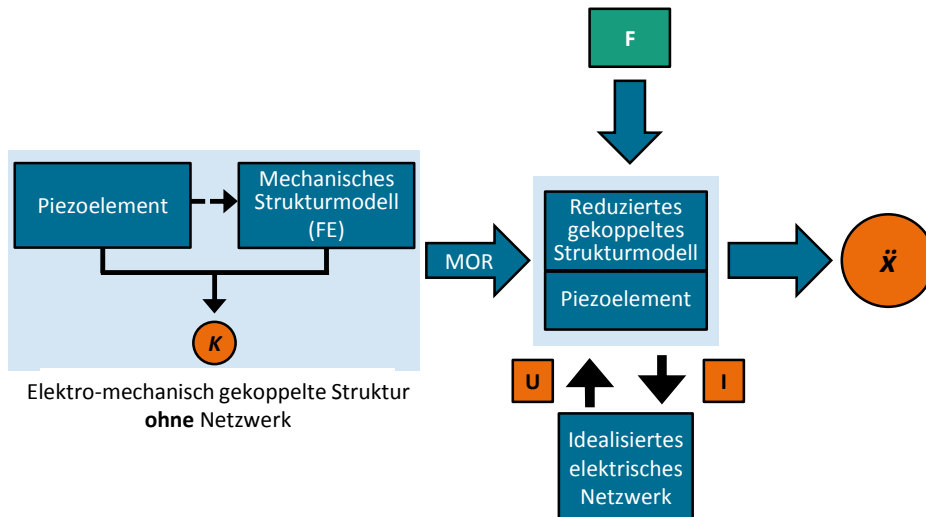 F
Piezoelement
Mechanisches
Strukturmodell
(FE)
K
Elektro-mechanisch gekoppelte Struktur
ohne Netzwerk
MOR
Reduziertes
gekoppeltes
Strukturmodell
Piezoelement
ẍ
U
I
Idealisiertes
elektrisches
Netzwerk